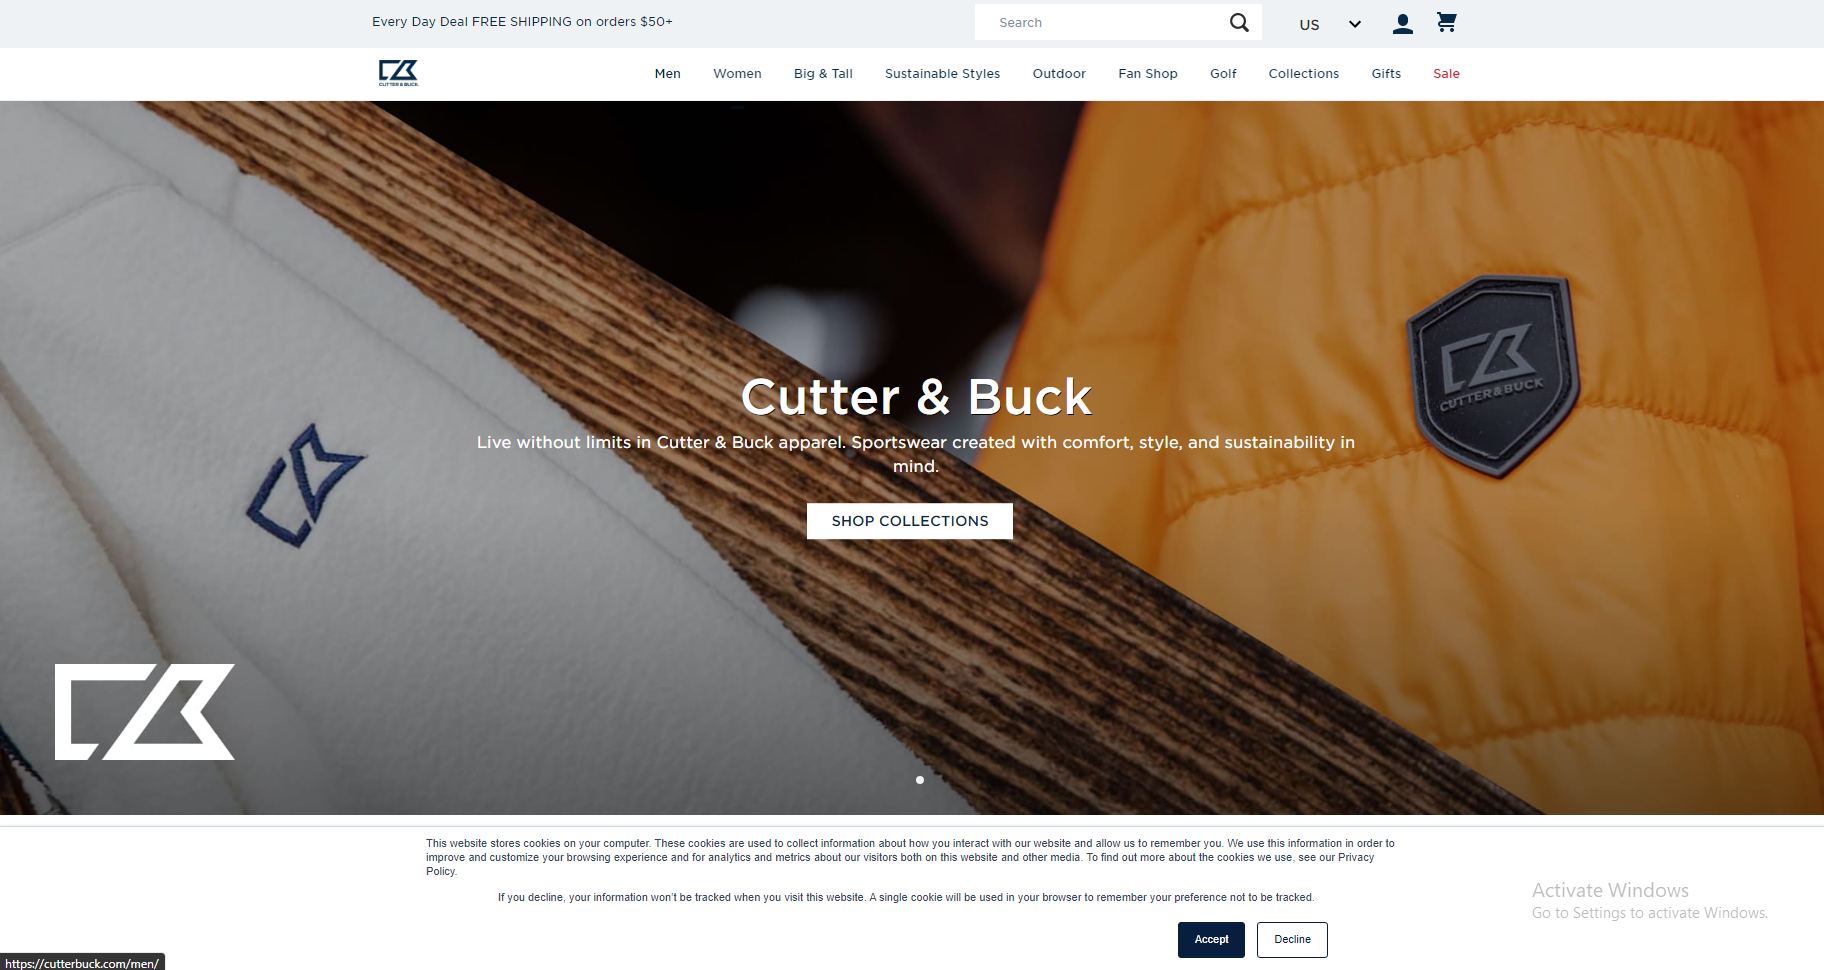 Every Day Deal FREE SHIPPING on orders $50+
Search
US
CUTTER & BUCK
Men
Women
Big & Tall
Sustainable Styles
Outdoor
Fan Shop
Golf
Collections
Gifts
Sale
CUTTER & BUCK
Cutter & Buck
Live without limits in Cutter & Buck apparel. Sportswear created with comfort, style, and sustainability in
mind.
SHOP COLLECTIONS
This website stores cookies on your computer. These cookies are used to collect information about how you interact with our website and allow us to remember you. We use this information in order to
improve and customize your browsing experience and for analytics and metrics about our visitors both on this website and other media. To find out more about the cookies we use, see our Privacy
Policy.
If you decline, your information won't be tracked when you visit this website. A single cookie will be used in your browser to remember your preference not to be tracked.
Accept
Decline
Activate Windows
Go to Settings to activate Windows.
https://cutterbuck.com/men/